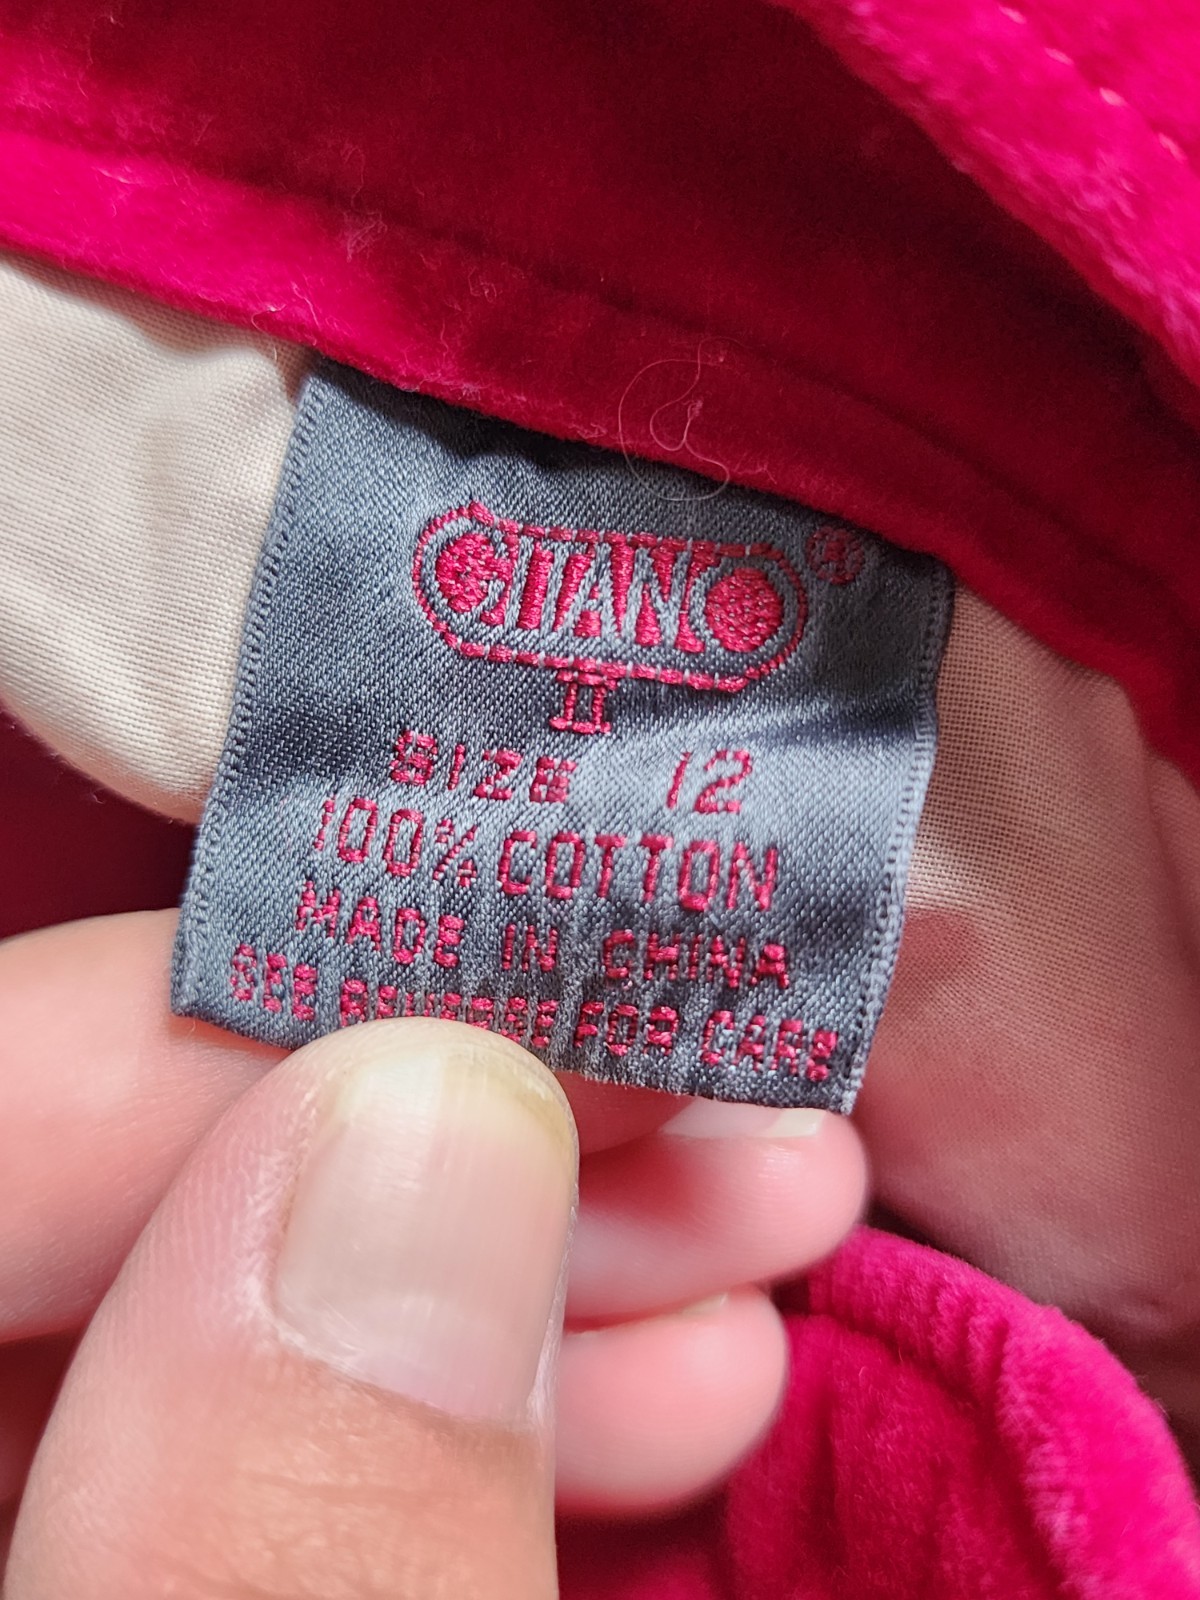 GITANO ®
II
SIZE 12
100% COTTON
MADE IN CHINA
SEE REVERSE FOR CARE